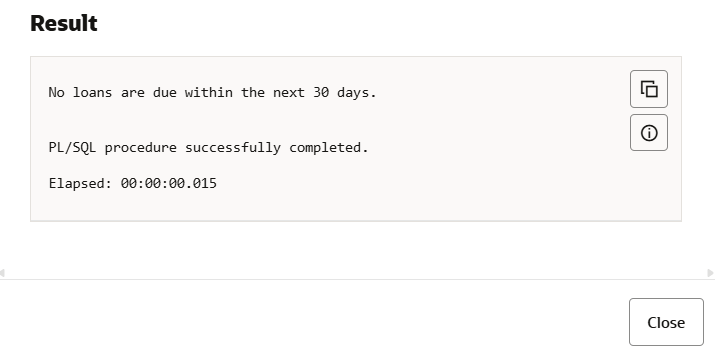 Result
No loans are due within the next 30 days.
PL/SQL procedure successfully completed.
Elapsed: 00:00:00.015
Close